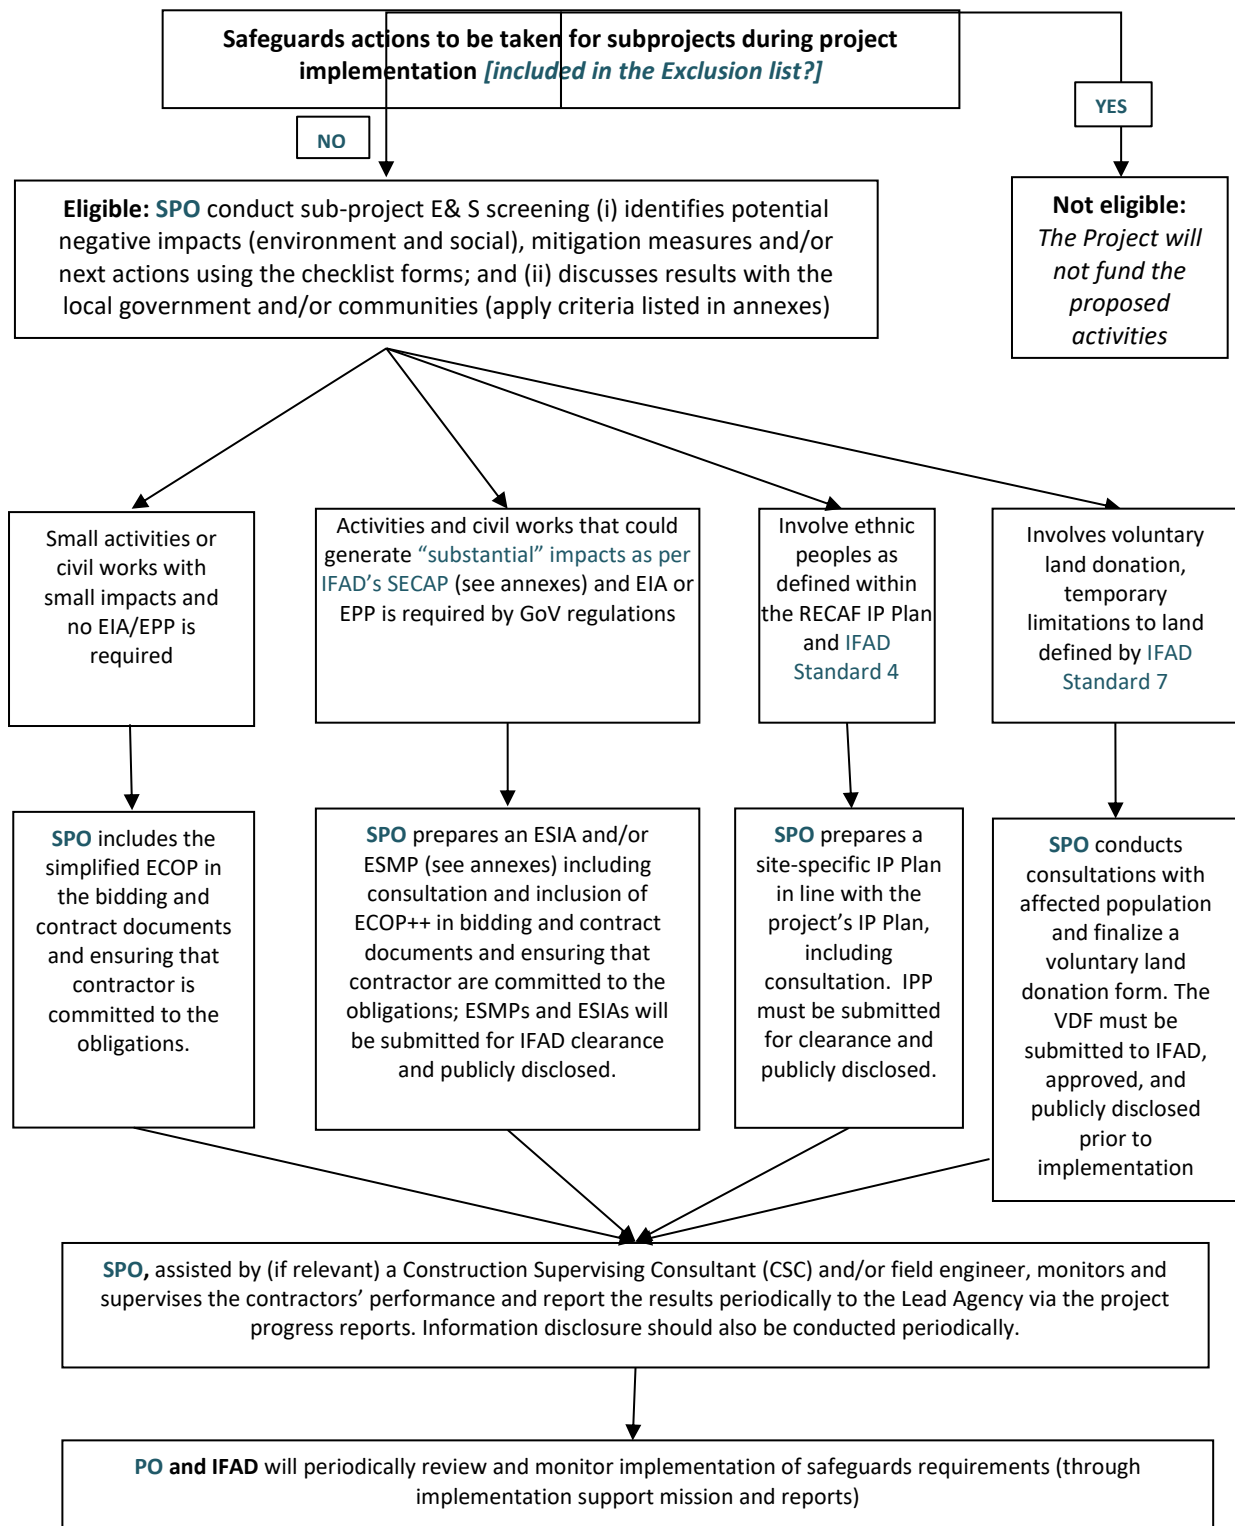 Safeguards actions to be taken for subprojects during project
implementation [included in the Exclusion list?]
YES
NO
Eligible: SPO conduct sub-project E& S screening (i) identifies potential
negative impacts (environment and social), mitigation measures and/or
next actions using the checklist forms; and (ii) discusses results with the
local government and/or communities (apply criteria listed in annexes)
Not eligible:
The Project will
not fund the
proposed
activities
Small activities or
civil works with
small impacts and
no EIA/EPP is
required
Activities and civil works that could
generate “substantial” impacts as per
IFAD’s SECAP (see annexes) and EIA or
EPP is required by GoV regulations
Involve ethnic
peoples as
defined within
the RECAF IP Plan
and IFAD
Standard 4
Involves voluntary
land donation,
temporary
limitations to land
defined by IFAD
Standard 7
SPO includes the
simplified ECOP in
the bidding and
contract documents
and ensuring that
contractor is
committed to the
obligations.
SPO prepares an ESIA and/or
ESMP (see annexes) including
consultation and inclusion of
ECOP++ in bidding and contract
documents and ensuring that
contractor are committed to the
obligations; ESMPs and ESIAs will
be submitted for IFAD clearance
and publicly disclosed.
SPO prepares a
site-specific IP Plan
in line with the
project’s IP Plan,
including
consultation. IPP
must be submitted
for clearance and
publicly disclosed.
SPO conducts
consultations with
affected population
and finalize a
voluntary land
donation form. The
VDF must be
submitted to IFAD,
approved, and
publicly disclosed
prior to
implementation
SPO, assisted by (if relevant) a Construction Supervising Consultant (CSC) and/or field engineer, monitors and
supervises the contractors’ performance and report the results periodically to the Lead Agency via the project
progress reports. Information disclosure should also be conducted periodically.
PO and IFAD will periodically review and monitor implementation of safeguards requirements (through
implementation support mission and reports)